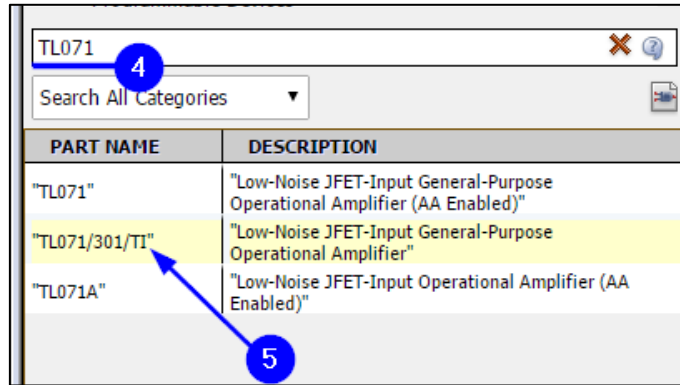 TL071
4
Search All Categories
PART NAME DESCRIPTION
"TL071" "Low-Noise JFET-Input General-Purpose
Operational Amplifier (AA Enabled)"
"TL071/301/TI" "Low-Noise JFET-Input General-Purpose
Operational Amplifier"
"TL071A" "Low-Noise JFET-Input Operational Amplifier (AA
Enabled)"
5